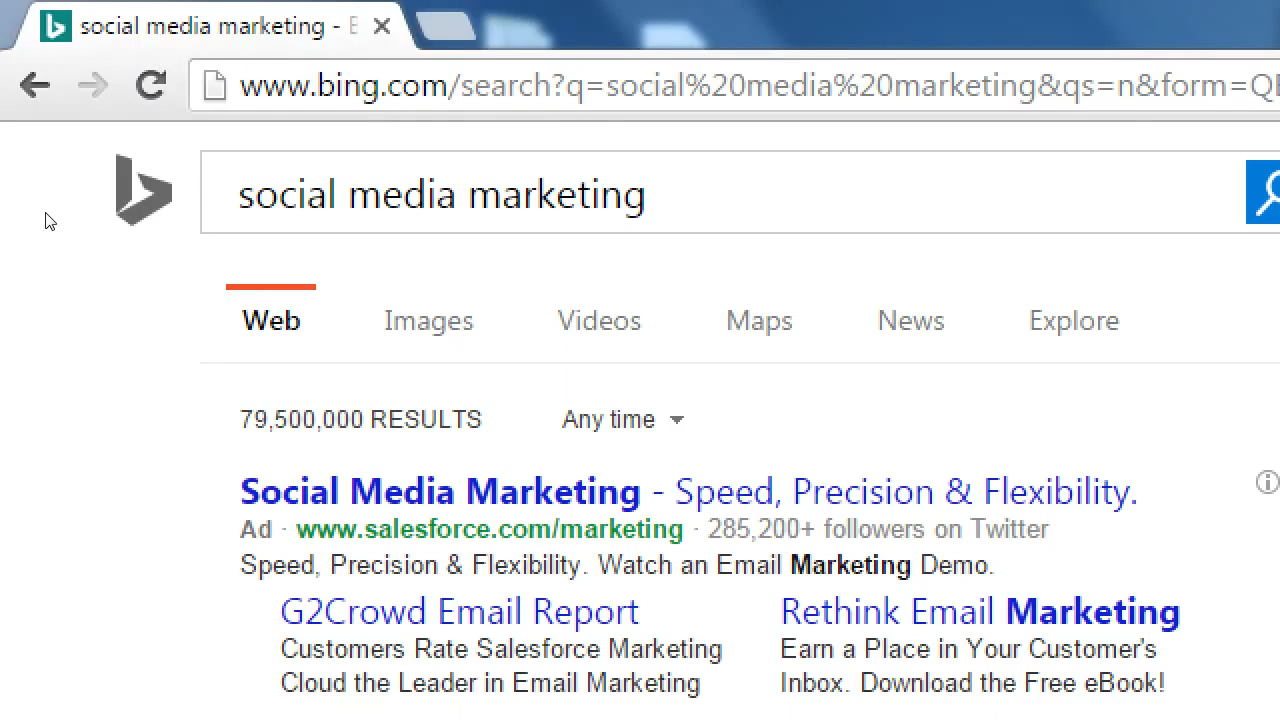 social media marketing - B
www.bing.com/search?q=social%20media%20marketing&qs=n&form=QB
social media marketing
Web Images Videos Maps News Explore
79,500,000 RESULTS Any time
Social Media Marketing - Speed, Precision & Flexibility.
Ad · www.salesforce.com/marketing · 285,200+ followers on Twitter
Speed, Precision & Flexibility. Watch an Email Marketing Demo.
G2Crowd Email Report
Customers Rate Salesforce Marketing
Cloud the Leader in Email Marketing
Rethink Email Marketing
Earn a Place in Your Customer's
Inbox. Download the Free eBook!